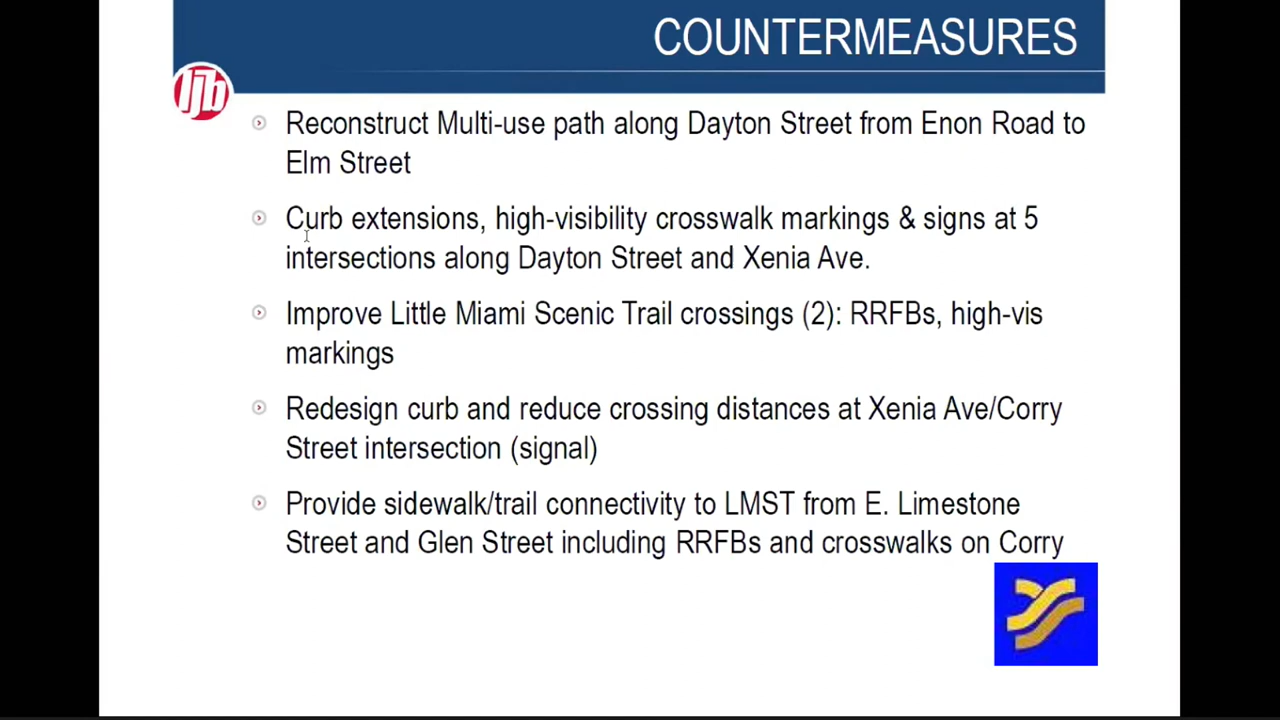 COUNTERMEASURES
ljb
Reconstruct Multi-use path along Dayton Street from Enon Road to
Elm Street
Curb extensions, high-visibility crosswalk markings & signs at 5
intersections along Dayton Street and Xenia Ave.
Improve Little Miami Scenic Trail crossings (2): RRFBs, high-vis
markings
Redesign curb and reduce crossing distances at Xenia Ave/Corry
Street intersection (signal)
Provide sidewalk/trail connectivity to LMST from E. Limestone
Street and Glen Street including RRFBs and crosswalks on Corry